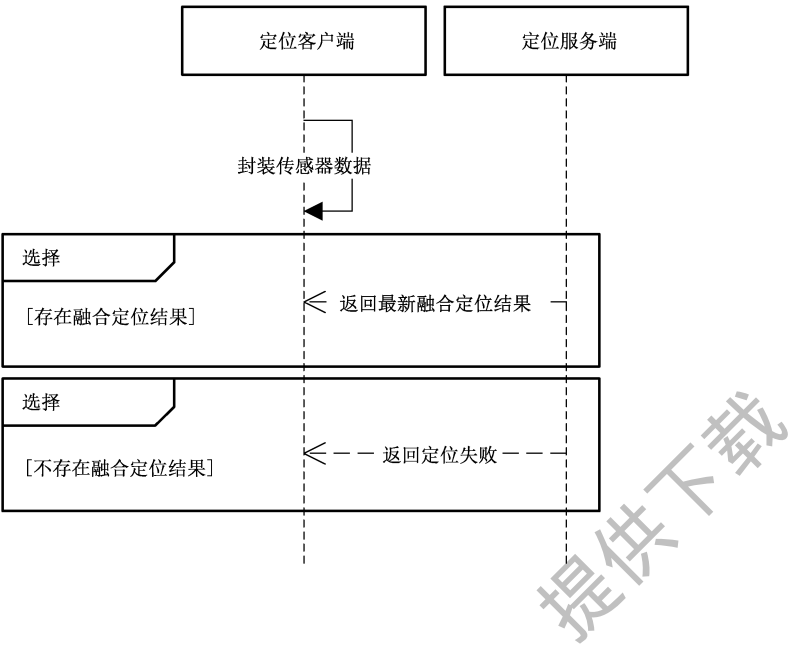 定位客户端
定位服务端
封装传感器数据
选择
返回最新融合定位结果
[存在融合定位结果]
选择
返回定位失败
[不存在融合定位结果]
提供下载